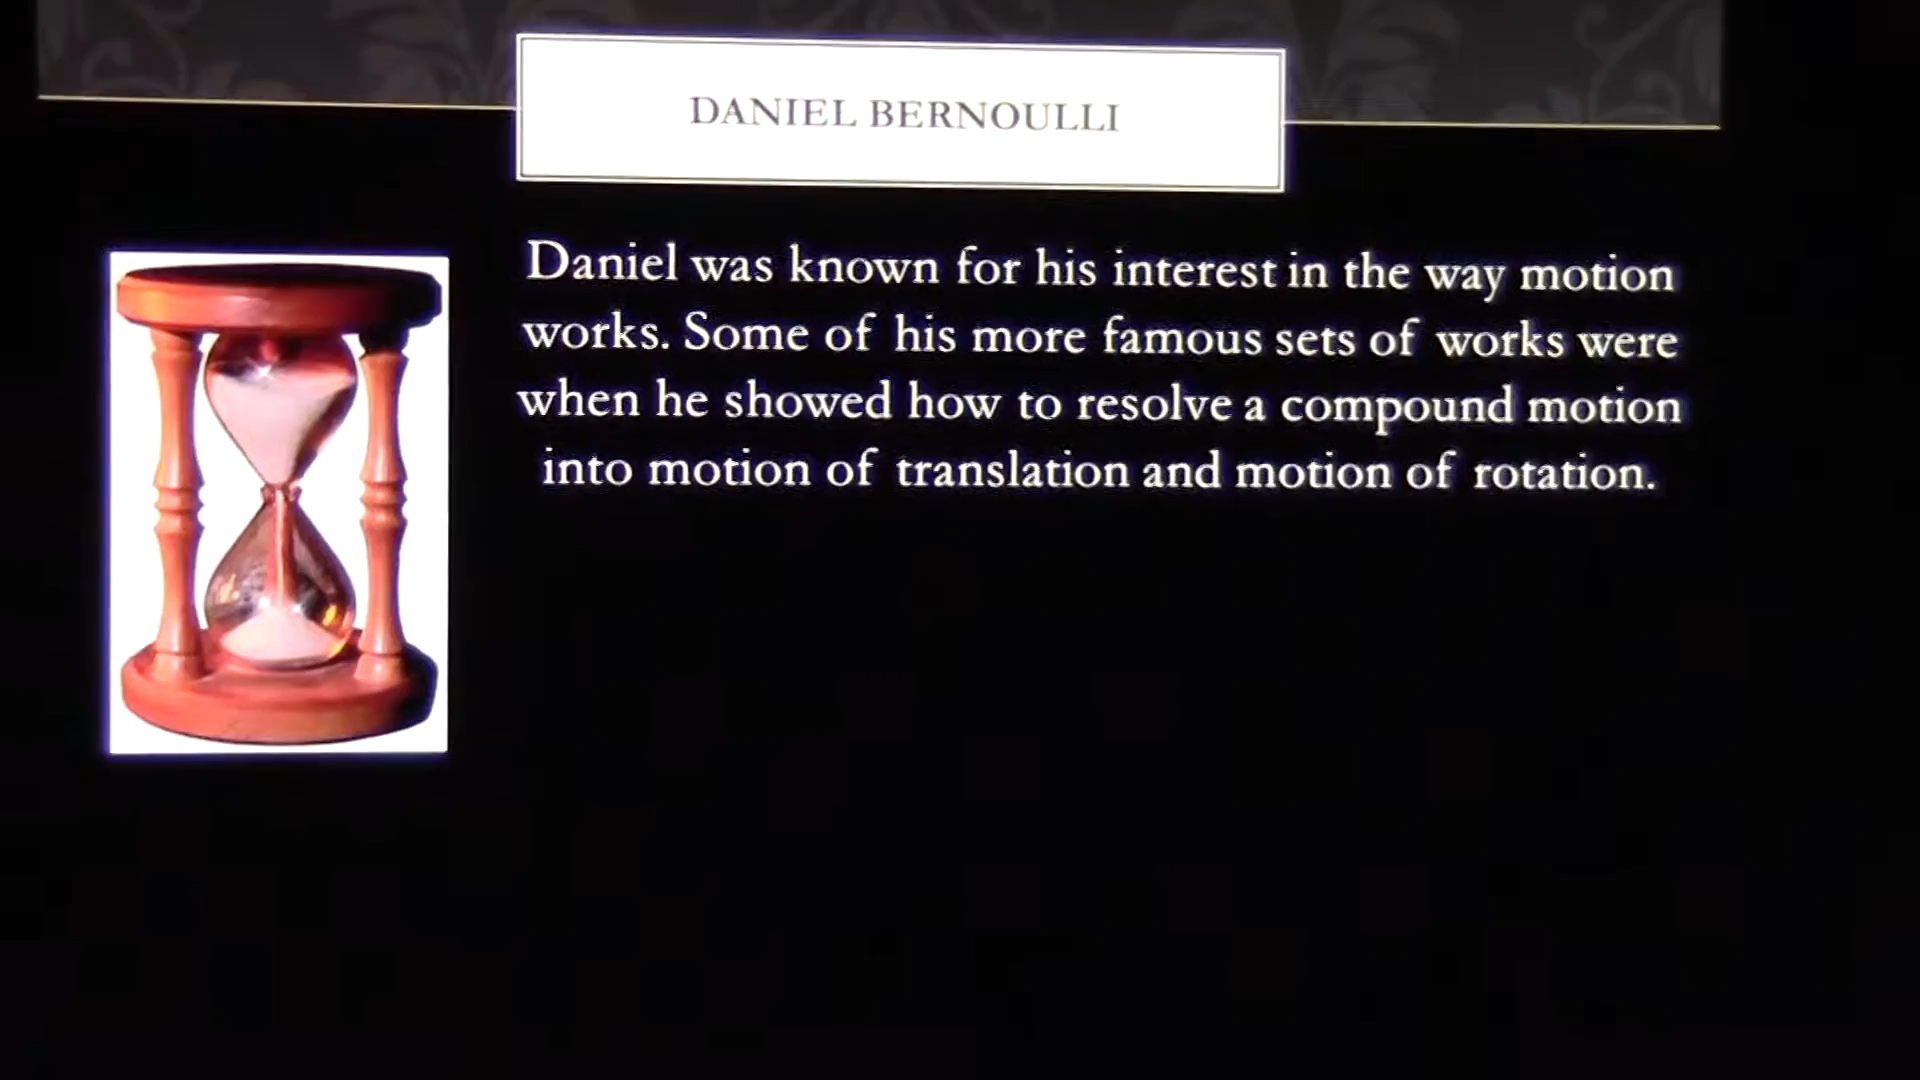 DANIEL BERNOULLI
Daniel was known for his interest in the way motion
works. Some of his more famous sets of works were
when he showed how to resolve a compound motion
into motion of translation and motion of rotation.